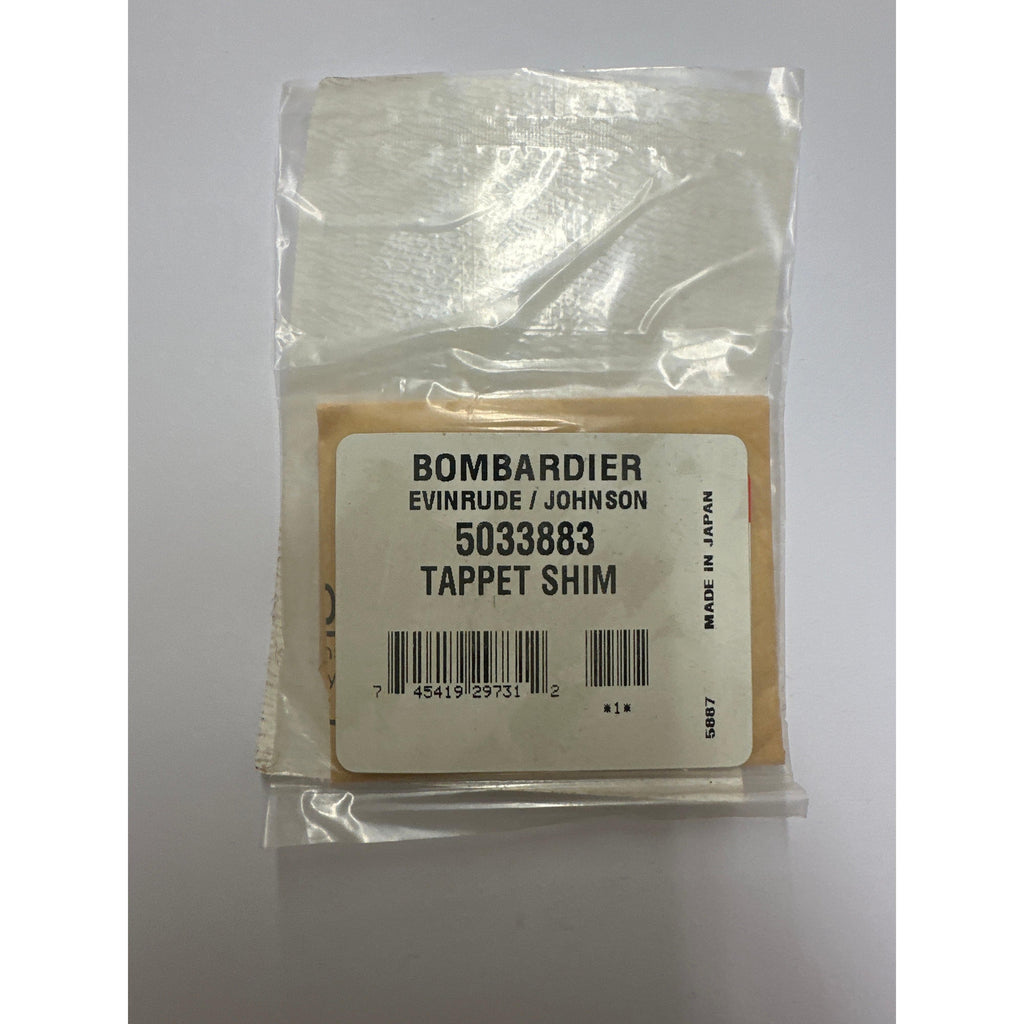 BOMBARDIER
EVINRUDE / JOHNSON
5033883
TAPPET SHIM
7 45419 29731 2
*1*
MADE IN JAPAN
5887